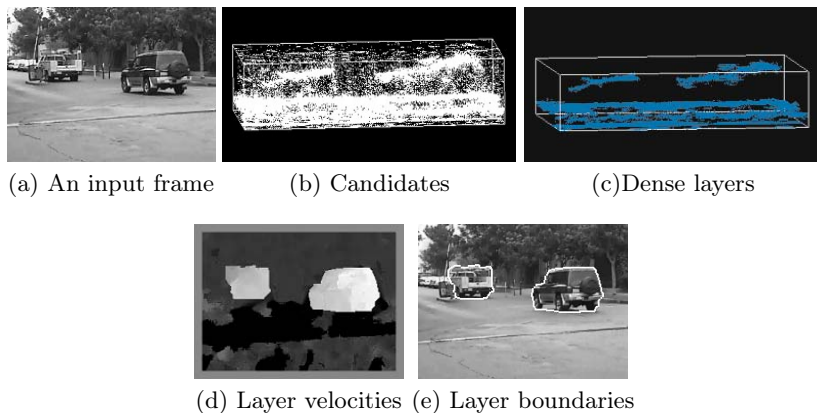 (a) An input frame
(b) Candidates
(c)Dense layers
(d) Layer velocities
(e) Layer boundaries